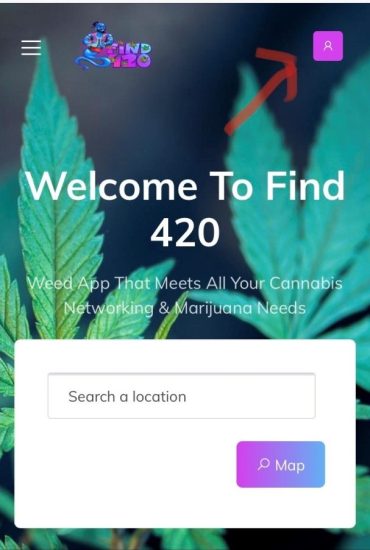 FIND
420
Welcome To Find
420
Weed App That Meets All Your Cannabis
Networking & Marijuana Needs
Search a location
Map